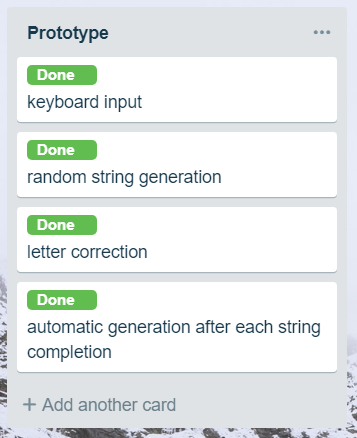 Prototype
Done
keyboard input
Done
random string generation
Done
letter correction
Done
automatic generation after each string
completion
+ Add another card